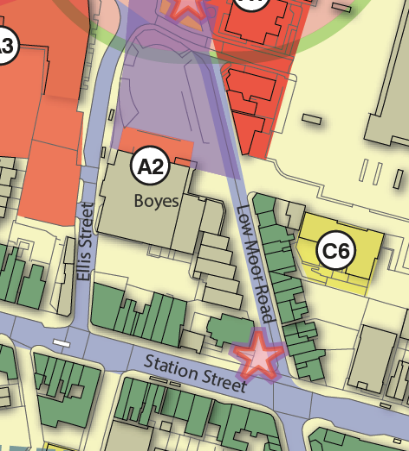 A3
A2
Boyes
Ellis Street
Low Moor Road
C6
Station Street